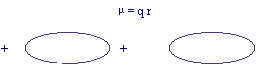 μ = q r
+ +